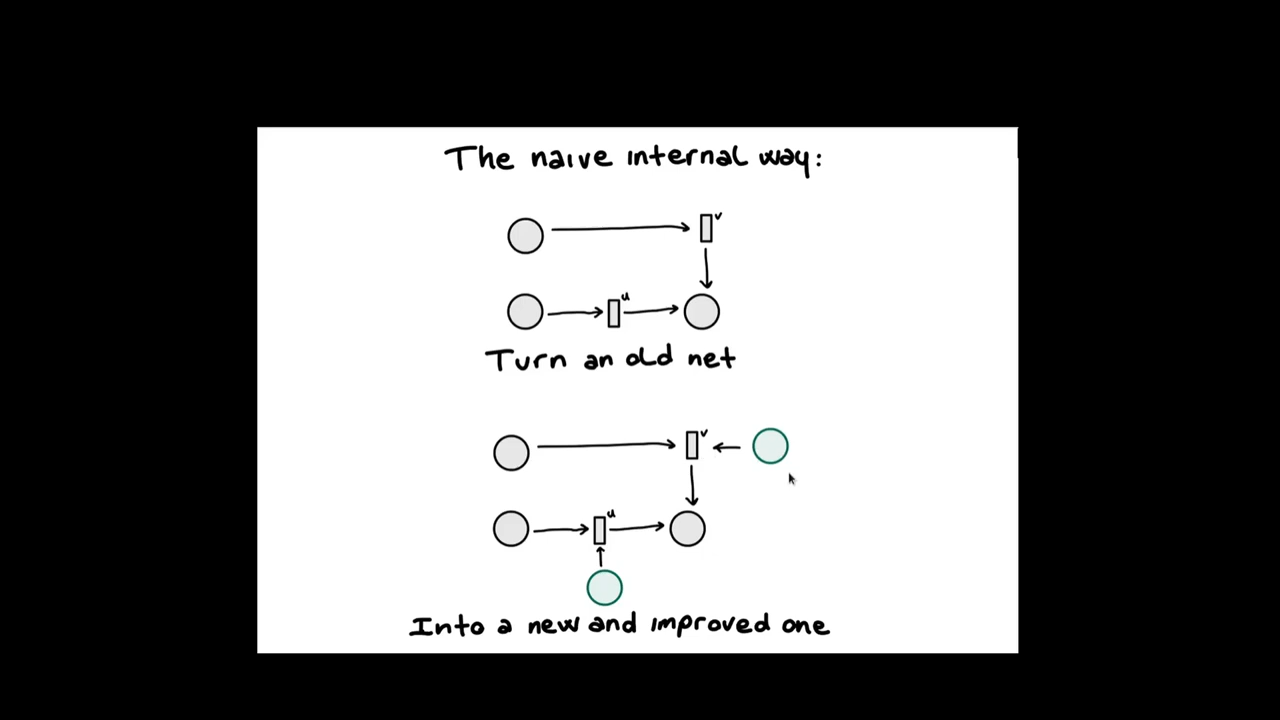 The naive internal way:
v
u
Turn an old net
v
u
Into a new and improved one